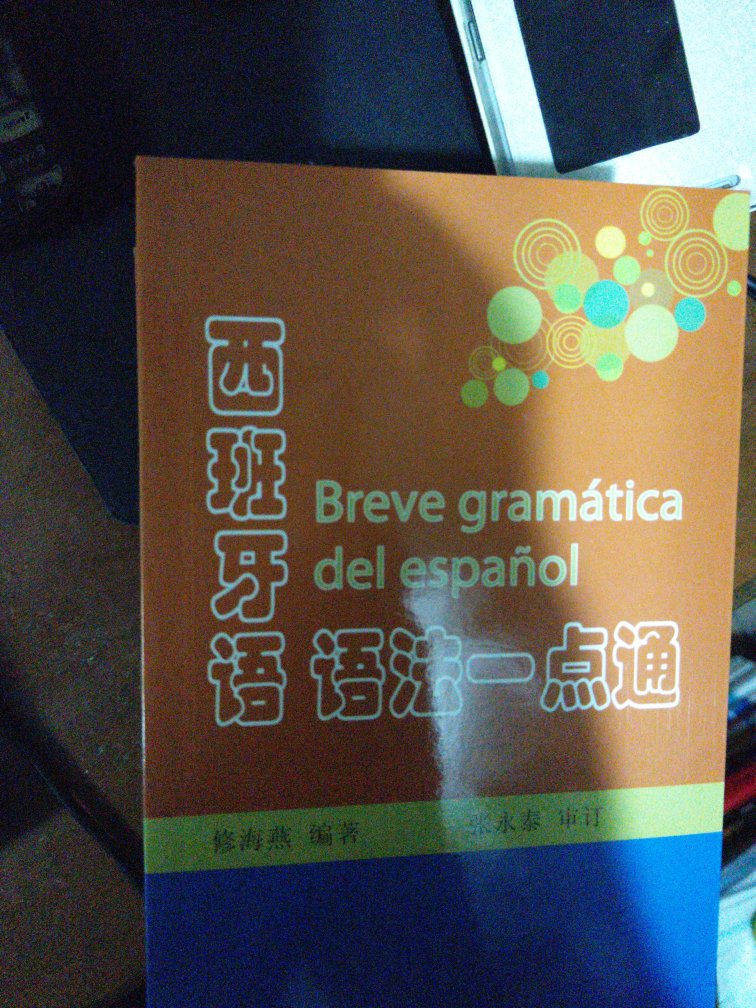 西班牙语
Breve gramática
del español
语法一点通
修海燕 编著
张永泰 审订